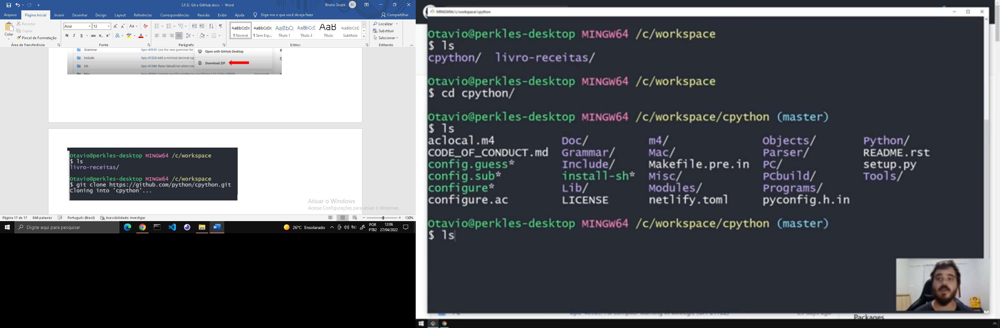 S.F.D. Git e GitHub.docx - Word
Bruno Souza
BS
Arquivo
Página Inicial
Inserir
Desenhar
Design
Layout
Referências
Correspondências
Revisão
Exibir
Ajuda
Diga-me o que você deseja fazer
Compartilhar
Colar
Recortar
Copiar
Pincel de Formatação
Área de Transferência
Arial
12
Fonte
Parágrafo
AaBbCcDc AaBbCcDc AaBbCc AaBbCcE AaB AaBbCcD
¶ Normal
¶ Sem Esp...
Título 1
Título 2
Título
Subtítulo
Estilos
Localizar
Substituir
Selecionar
Editando
Grammar
bpo-40939: Use the new grammar for
Open with GitHub Desktop
Include
bpo-41324 Add a minimal decimal cap
Lib
bpo-41344: Raise ValueError when crea
Download ZIP
Otavio@perkles-desktop MINGW64 /c/workspace
$ ls
livro-receitas/
Otavio@perkles-desktop MINGW64 /c/workspace
$ git clone https://github.com/python/cpython.git
Cloning into 'cpython'...
Ativar o Windows
Acesse Configurações para ativar o Windows.
Página 17 de 17
864 palavras
Português (Brasil)
Acessibilidade: investigar
130%
Digite aqui para pesquisar
26°C Ensolarado
POR
PTB2
12:06
27/04/2022
MINGW64:/c/workspace/cpython
Otavio@perkles-desktop MINGW64 /c/workspace
$ ls
cpython/ livro-receitas/
Otavio@perkles-desktop MINGW64 /c/workspace
$ cd cpython/
Otavio@perkles-desktop MINGW64 /c/workspace/cpython (master)
$ ls
aclocal.m4 Doc/ m4/ Objects/ Python/
CODE_OF_CONDUCT.md Grammar/ Mac/ Parser/ README.rst
config.guess* Include/ Makefile.pre.in PC/ setup.py
config.sub* install-sh* Misc/ PCbuild/ Tools/
configure* Lib/ Modules/ Programs/
configure.ac LICENSE netlify.toml pyconfig.h.in
Otavio@perkles-desktop MINGW64 /c/workspace/cpython (master)
$ ls
Packages